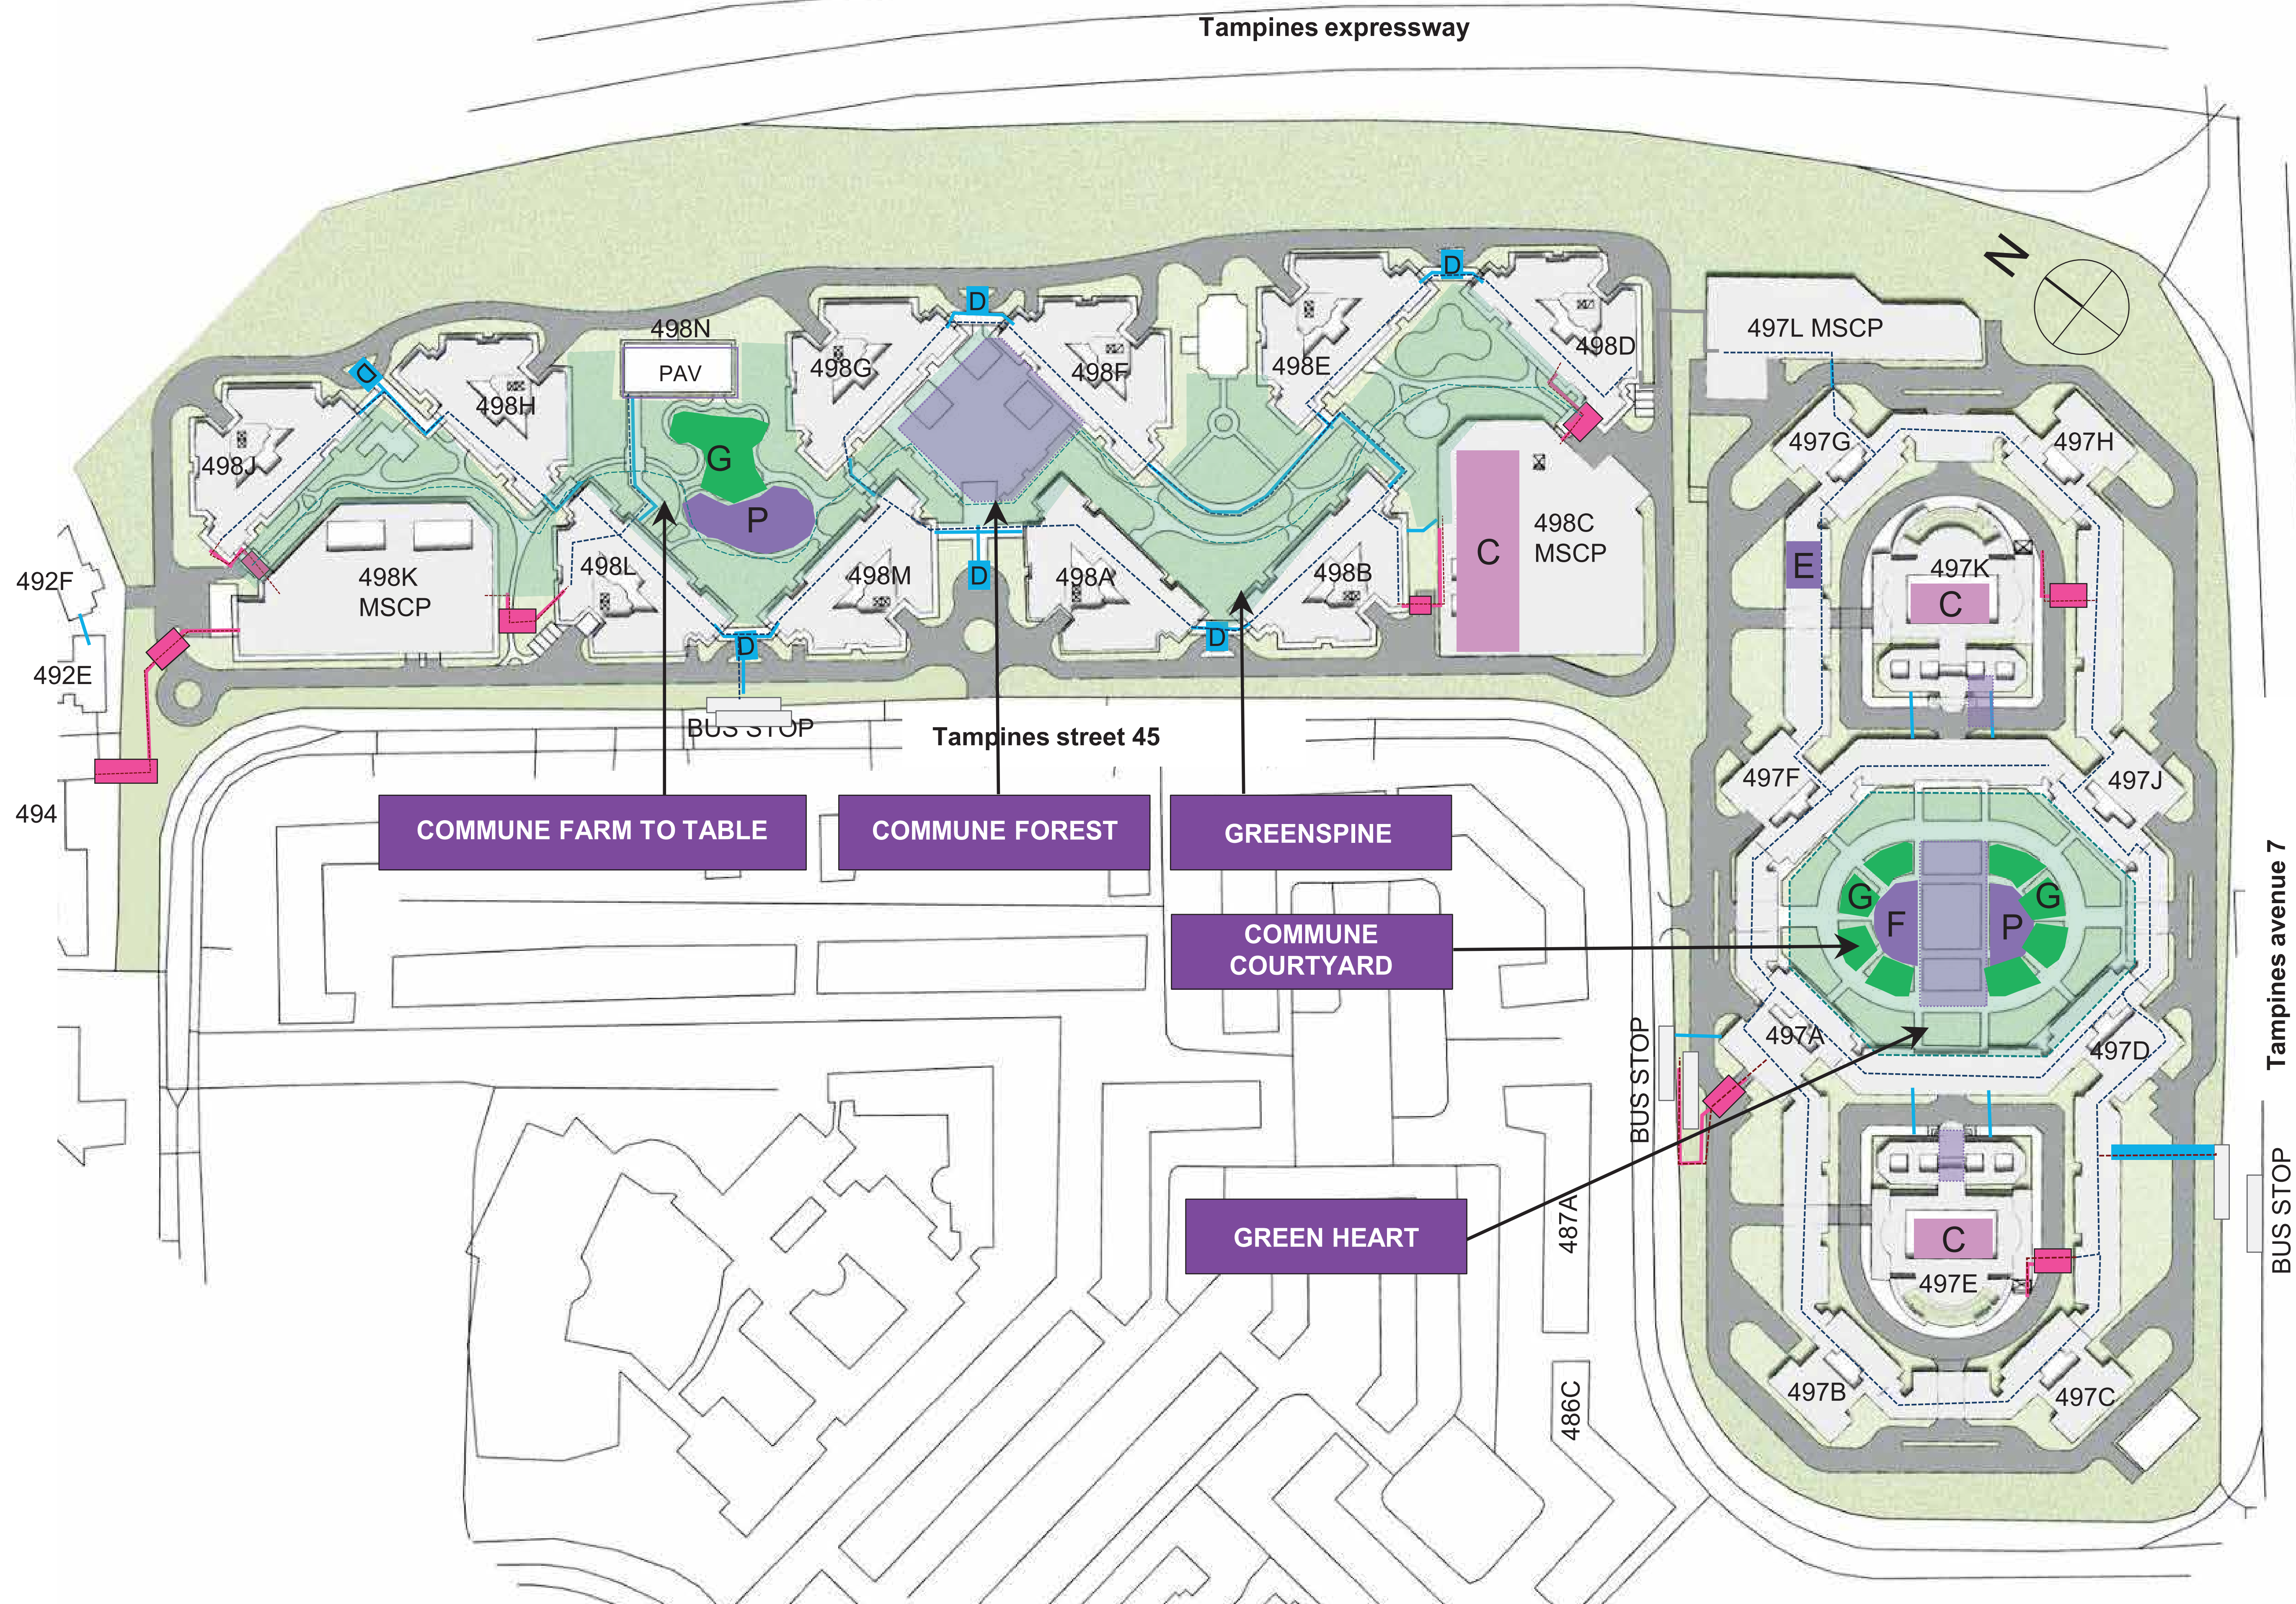 Tampines expressway
N
D
D
498N
497L MSCP
498D
498G
PAV
498E
498F
D
498H
497G
497H
498J
G
P
498C
MSCP
C
E
497K
C
492F
498K
MSCP
498L
498M
D
498A
498B
D
D
492E
BUS STOP
Tampines street 45
497F
497J
494
COMMUNE FARM TO TABLE
COMMUNE FOREST
GREENSPINE
Tampines avenue 7
G
G
F
P
COMMUNE
COURTYARD
497A
497D
BUS STOP
BUS STOP
GREEN HEART
487A
C
497E
497B
497C
486C